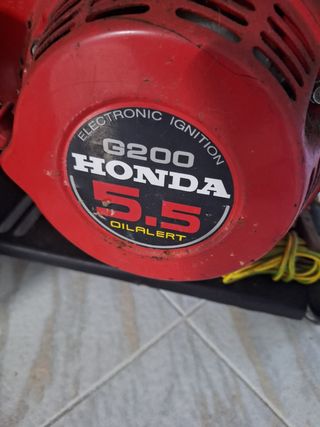 ELECTRONIC IGNITION
G200
HONDA
5.5
OILALERT